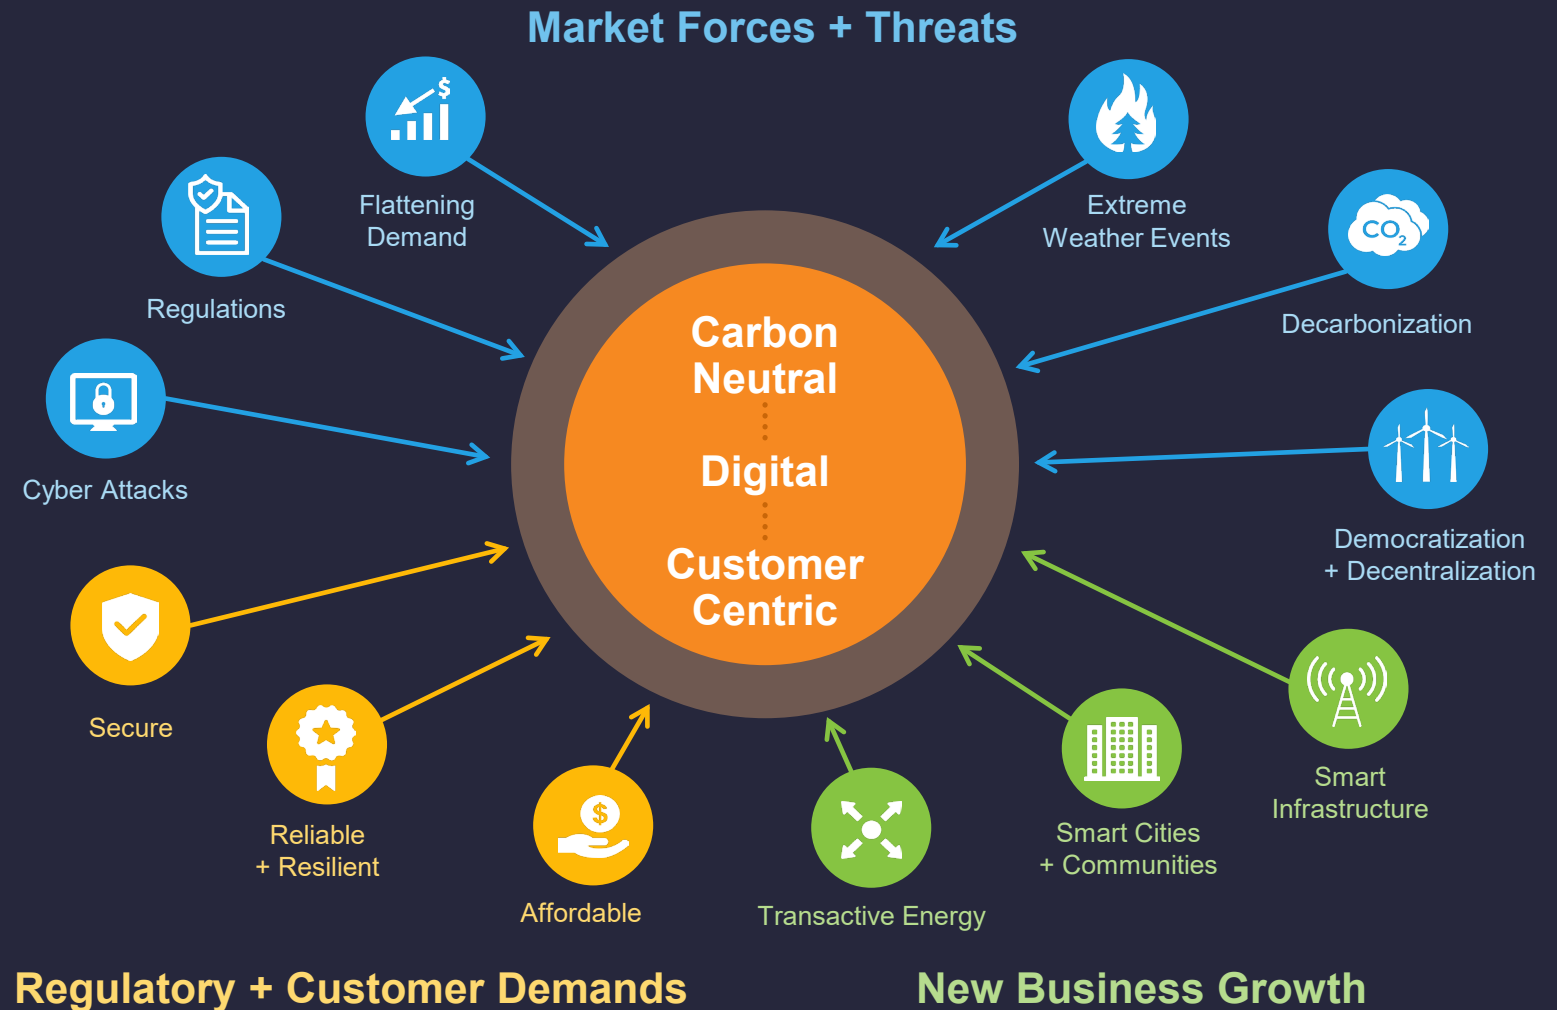 Market Forces + Threats
$
Flattening
Demand
Extreme
Weather Events
Regulations
CO2
Decarbonization
Cyber Attacks
Democratization
+ Decentralization
Carbon
Neutral
Digital
Customer
Centric
Secure
Reliable
+ Resilient
$
Affordable
Transactive Energy
Smart Cities
+ Communities
Smart
Infrastructure
Regulatory + Customer Demands
New Business Growth